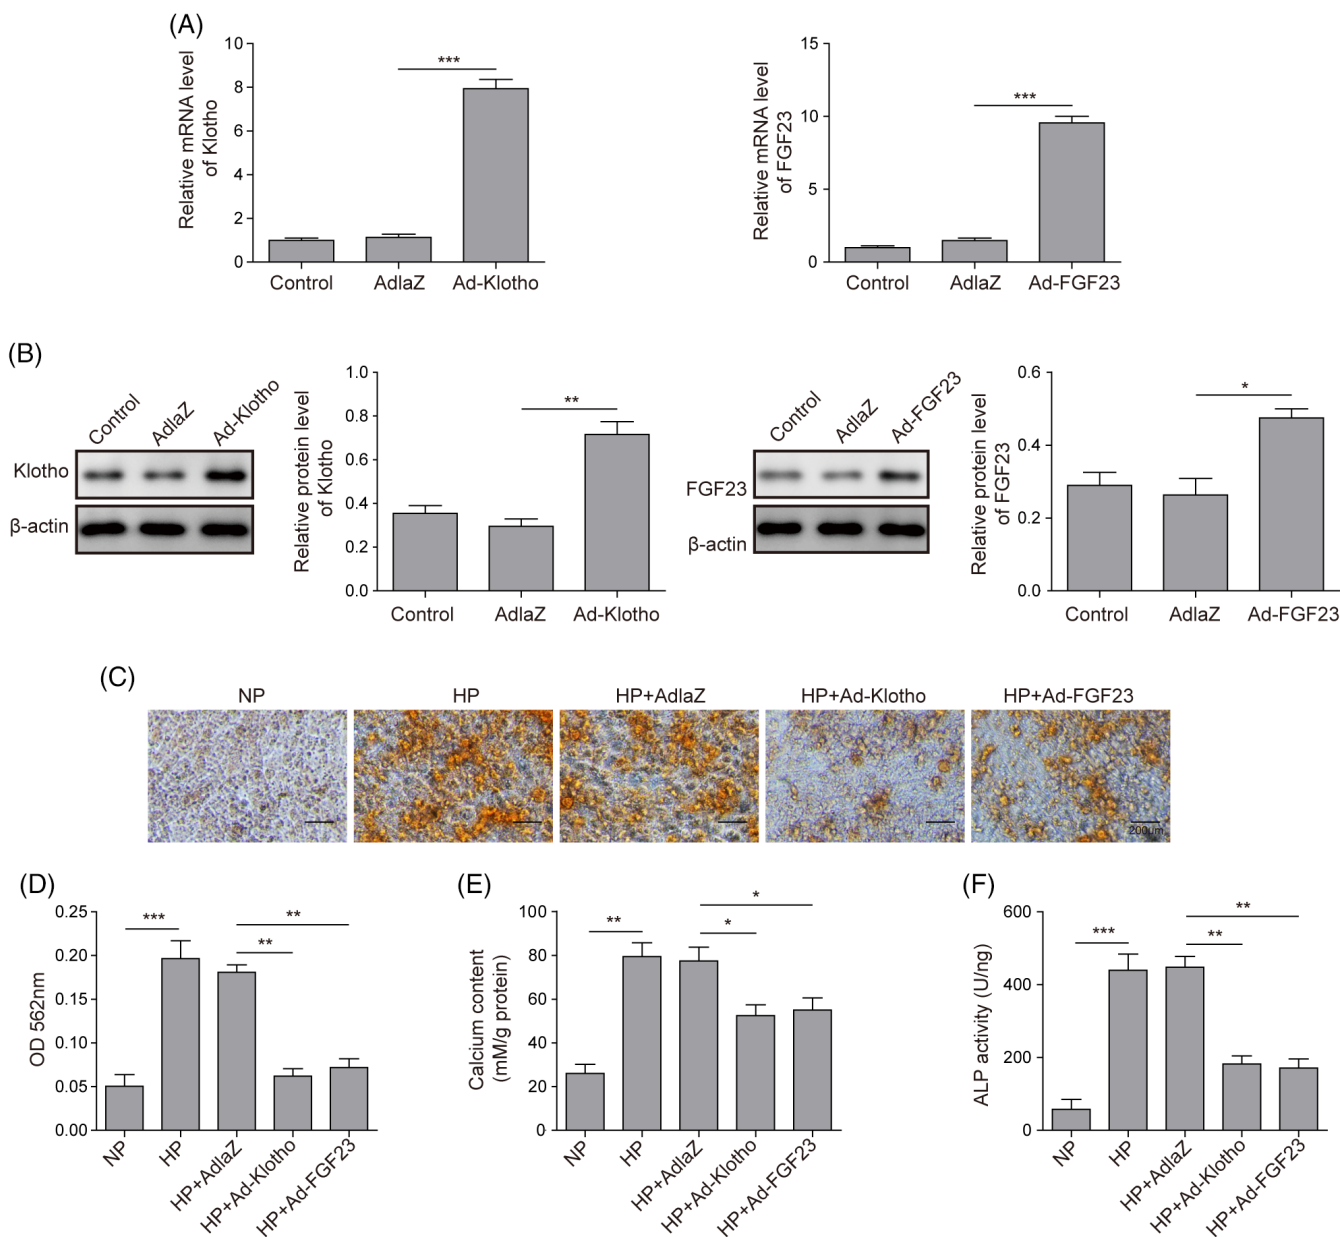 (A)
Relative mRNA level
of Klotho
10
8
6
4
2
0
***
Control
AdlaZ
Ad-Klotho
Relative mRNA level
of FGF23
15
10
5
0
***
Control
AdlaZ
Ad-FGF23
(B)
Control
AdlaZ
Ad-Klotho
Klotho
β-actin
Relative protein level
of Klotho
1.0
0.8
0.6
0.4
0.2
0.0
**
Control
AdlaZ
Ad-Klotho
Control
AdlaZ
Ad-FGF23
FGF23
β-actin
Relative protein level
of FGF23
0.6
0.4
0.2
0.0
*
Control
AdlaZ
Ad-FGF23
(C)
NP
HP
HP+AdlaZ
HP+Ad-Klotho
HP+Ad-FGF23
200μm
(D)
OD 562nm
0.25
0.20
0.15
0.10
0.05
0.00
***
**
**
NP
HP
HP+AdlaZ
HP+Ad-Klotho
HP+Ad-FGF23
(E)
Calcium content
(mM/g protein)
100
80
60
40
20
0
**
*
*
NP
HP
HP+AdlaZ
HP+Ad-Klotho
HP+Ad-FGF23
(F)
ALP activity (U/ng)
600
400
200
0
***
**
**
NP
HP
HP+AdlaZ
HP+Ad-Klotho
HP+Ad-FGF23